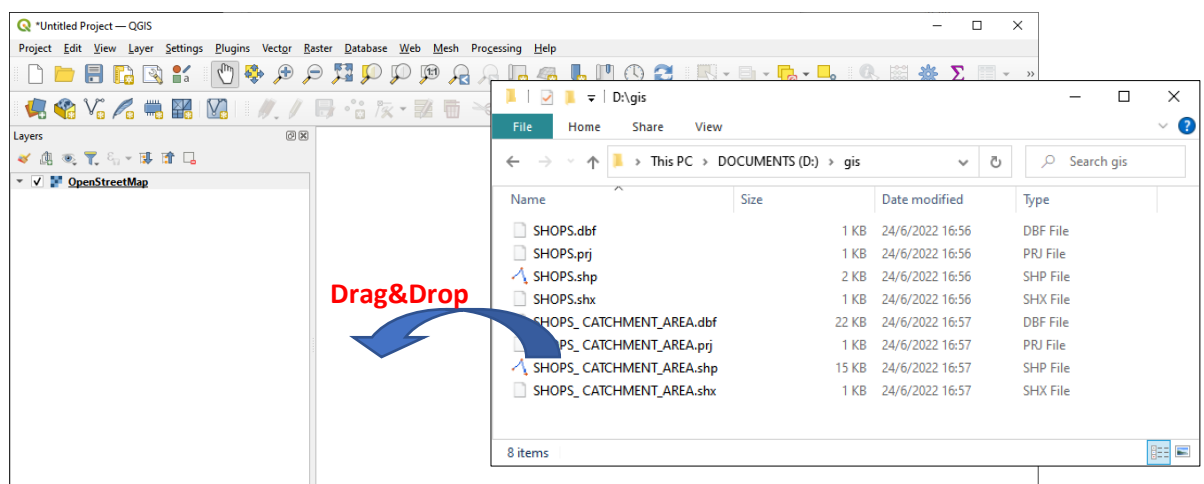 *Untitled Project — QGIS
Project Edit View Layer Settings Plugins Vector Raster Database Web Mesh Processing Help
Layers
OpenStreetMap
Drag&Drop
D:\gis
File Home Share View
This PC > DOCUMENTS (D:) > gis
Search gis
Name Size Date modified Type
SHOPS.dbf 1 KB 24/6/2022 16:56 DBF File
SHOPS.prj 1 KB 24/6/2022 16:56 PRJ File
SHOPS.shp 2 KB 24/6/2022 16:56 SHP File
SHOPS.shx 1 KB 24/6/2022 16:56 SHX File
SHOPS_ CATCHMENT_AREA.dbf 22 KB 24/6/2022 16:57 DBF File
SHOPS_ CATCHMENT_AREA.prj 1 KB 24/6/2022 16:57 PRJ File
SHOPS_ CATCHMENT_AREA.shp 15 KB 24/6/2022 16:57 SHP File
SHOPS_ CATCHMENT_AREA.shx 1 KB 24/6/2022 16:57 SHX File
8 items